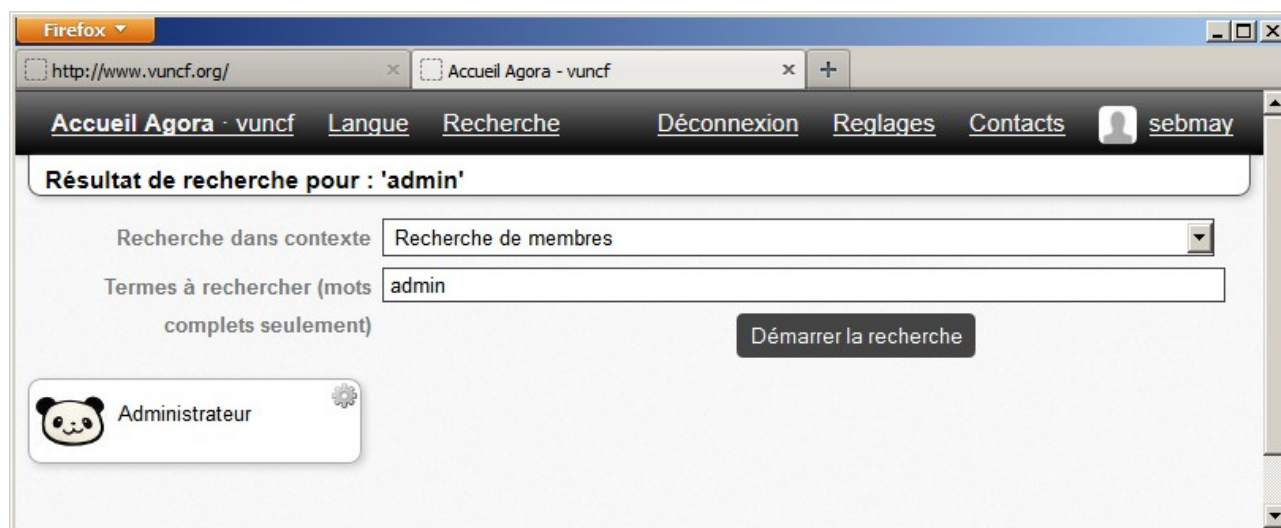 Firefox
http://www.vuncf.org/
Accueil Agora - vuncf
Accueil Agora · vuncf Langue Recherche Déconnexion Reglages Contacts sebmay
Résultat de recherche pour : 'admin'
Recherche dans contexte Recherche de membres
Termes à rechercher (mots admin
complets seulement)
Démarrer la recherche
Administrateur